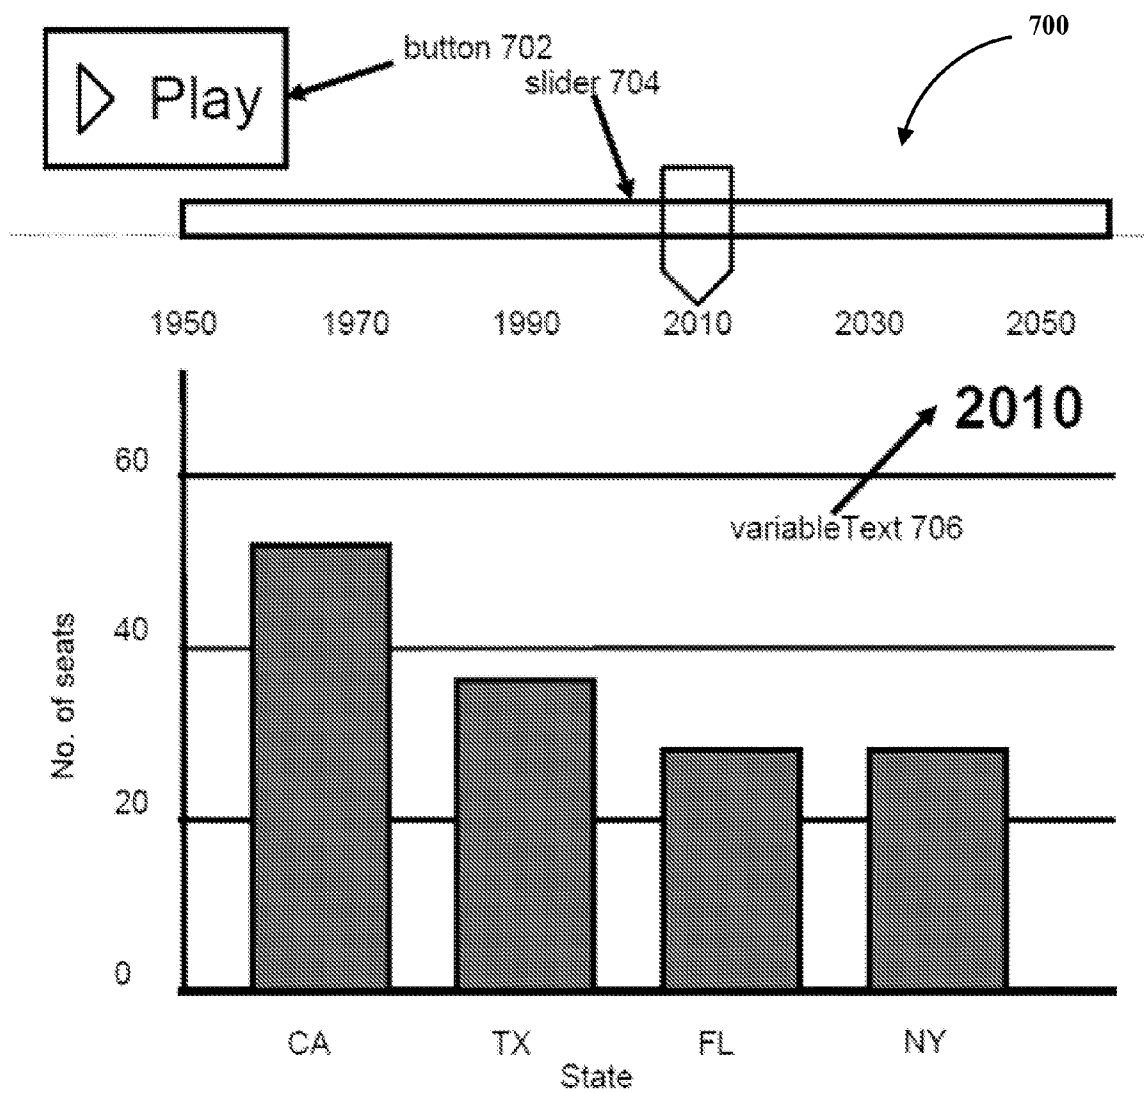 700
button 702
Play
slider 704
1950 1970 1990 2010 2030 2050
2010
variableText 706
60
40
20
0
No. of seats
CA TX FL NY
State